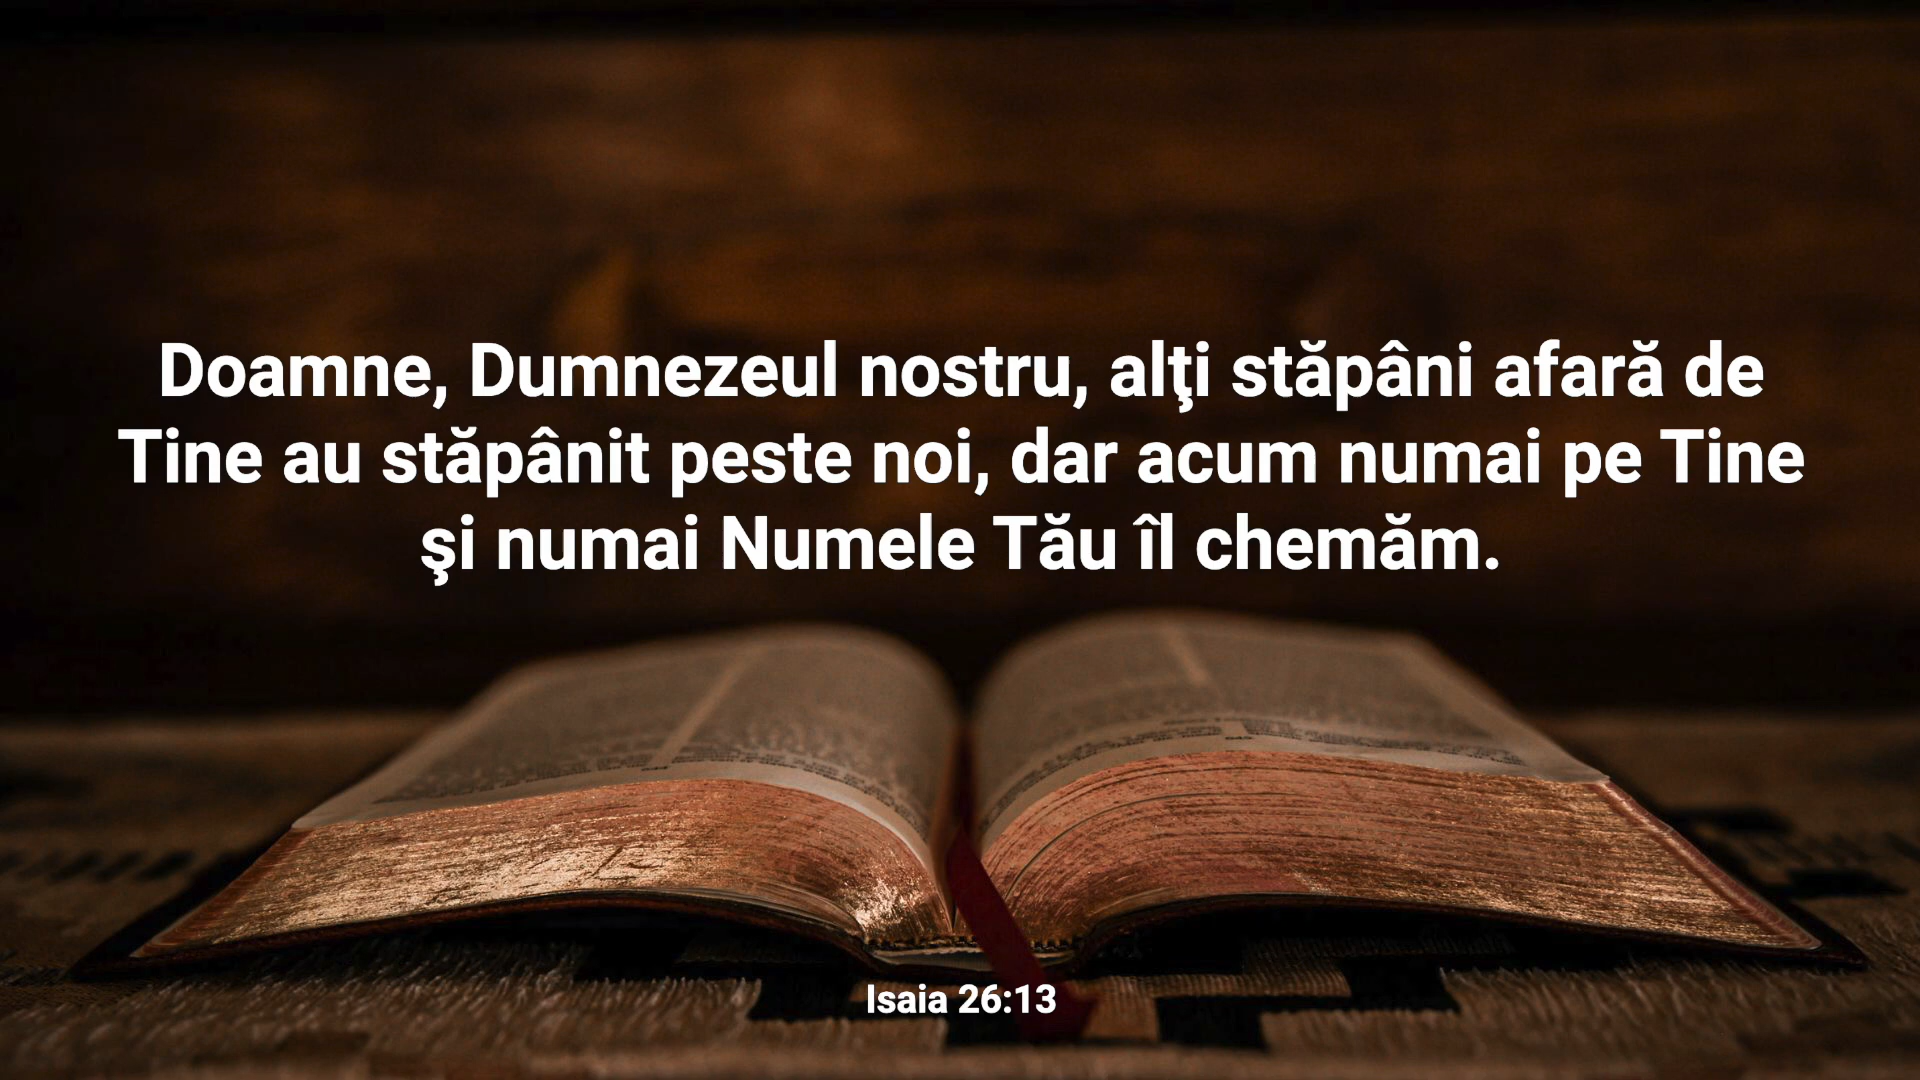 Doamne, Dumnezeul nostru, alţi stăpâni afară de
Tine au stăpânit peste noi, dar acum numai pe Tine
şi numai Numele Tău îl chemăm.
Isaia 26:13